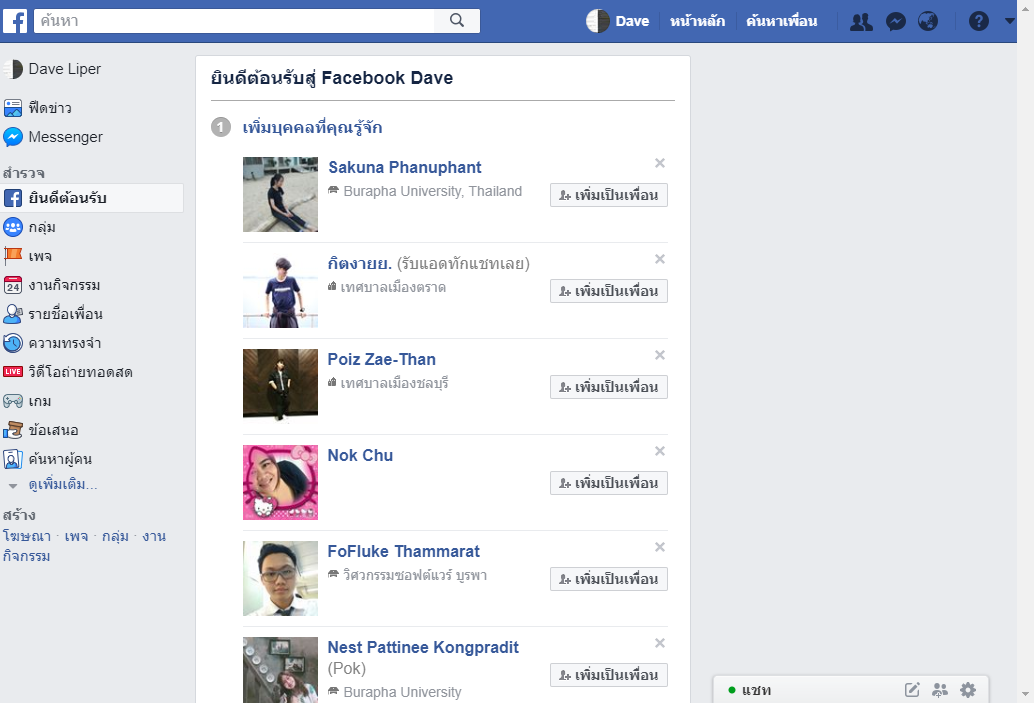 ค้นหา
Dave
หน้าหลัก
ค้นหาเพื่อน
Dave Liper
ฟีดข่าว
Messenger
สำรวจ
ยินดีต้อนรับ
กลุ่ม
เพจ
24 งานกิจกรรม
รายชื่อเพื่อน
ความทรงจำ
LIVE วิดีโอถ่ายทอดสด
เกม
ข้อเสนอ
ค้นหาผู้คน
ดูเพิ่มเติม...
สร้าง
โฆษณา · เพจ · กลุ่ม · งาน
กิจกรรม
ยินดีต้อนรับสู่ Facebook Dave
1 เพิ่มบุคคลที่คุณรู้จัก
Sakuna Phanuphant
Burapha University, Thailand
เพิ่มเป็นเพื่อน
กิตงายย. (รับแอดทักแชทเลย)
เทศบาลเมืองตราด
เพิ่มเป็นเพื่อน
Poiz Zae-Than
เทศบาลเมืองชลบุรี
เพิ่มเป็นเพื่อน
Nok Chu
เพิ่มเป็นเพื่อน
FoFluke Thammarat
วิศวกรรมซอฟต์แวร์ บูรพา
เพิ่มเป็นเพื่อน
Nest Pattinee Kongpradit
(Pok)
Burapha University
เพิ่มเป็นเพื่อน
แชท